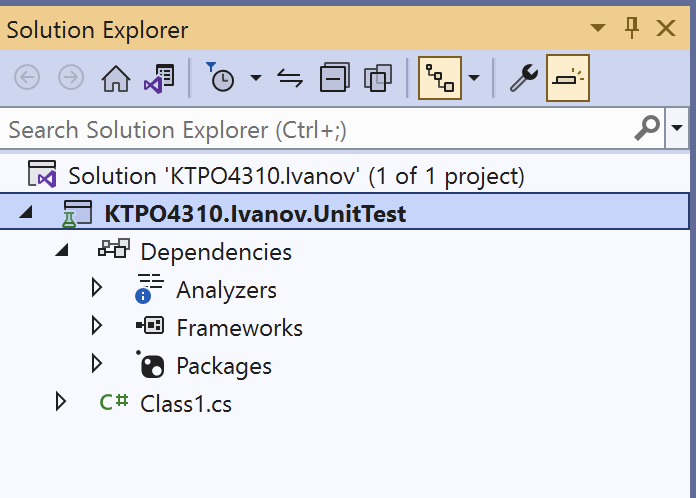 Solution Explorer
Search Solution Explorer (Ctrl+;)
Solution 'KTPO4310.Ivanov' (1 of 1 project)
KTPO4310.Ivanov.UnitTest
Dependencies
Analyzers
Frameworks
Packages
C# Class1.cs